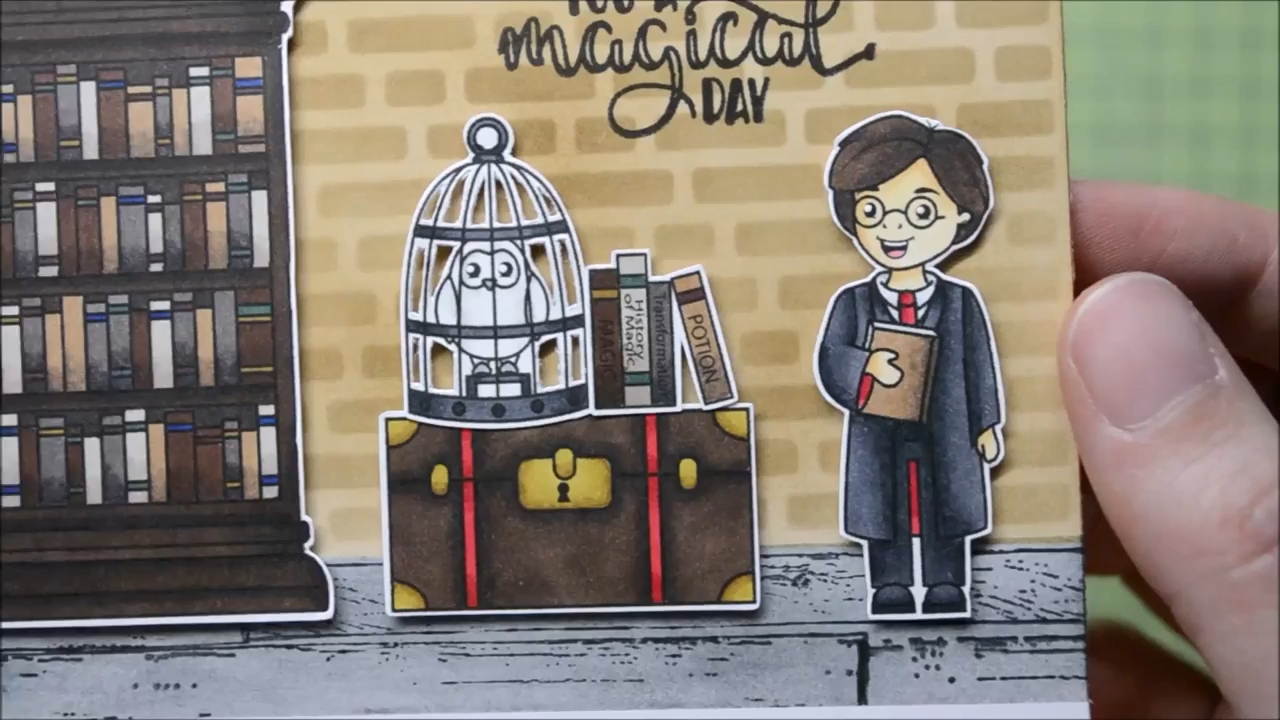 magical
DAY
MAGIC
History
of Magic
Transformation
POTION